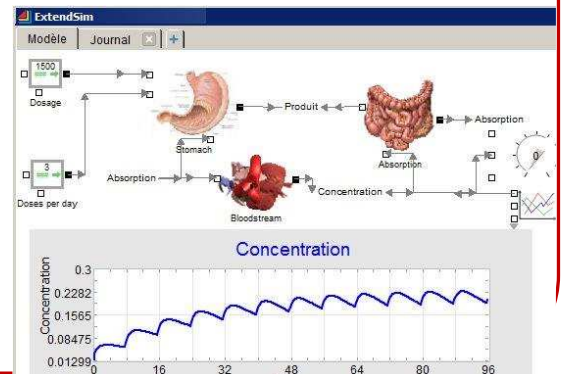 ExtendSim
Modèle Journal
1500
Dosage
Stomach
Produit
Absorption
Absorption
3
Doses per day
Absorption
Bloodstream
Concentration
0
Concentration
Concentration
0.3
0.2282
0.1565
0.08475
0.01299
0 16 32 48 64 80 96